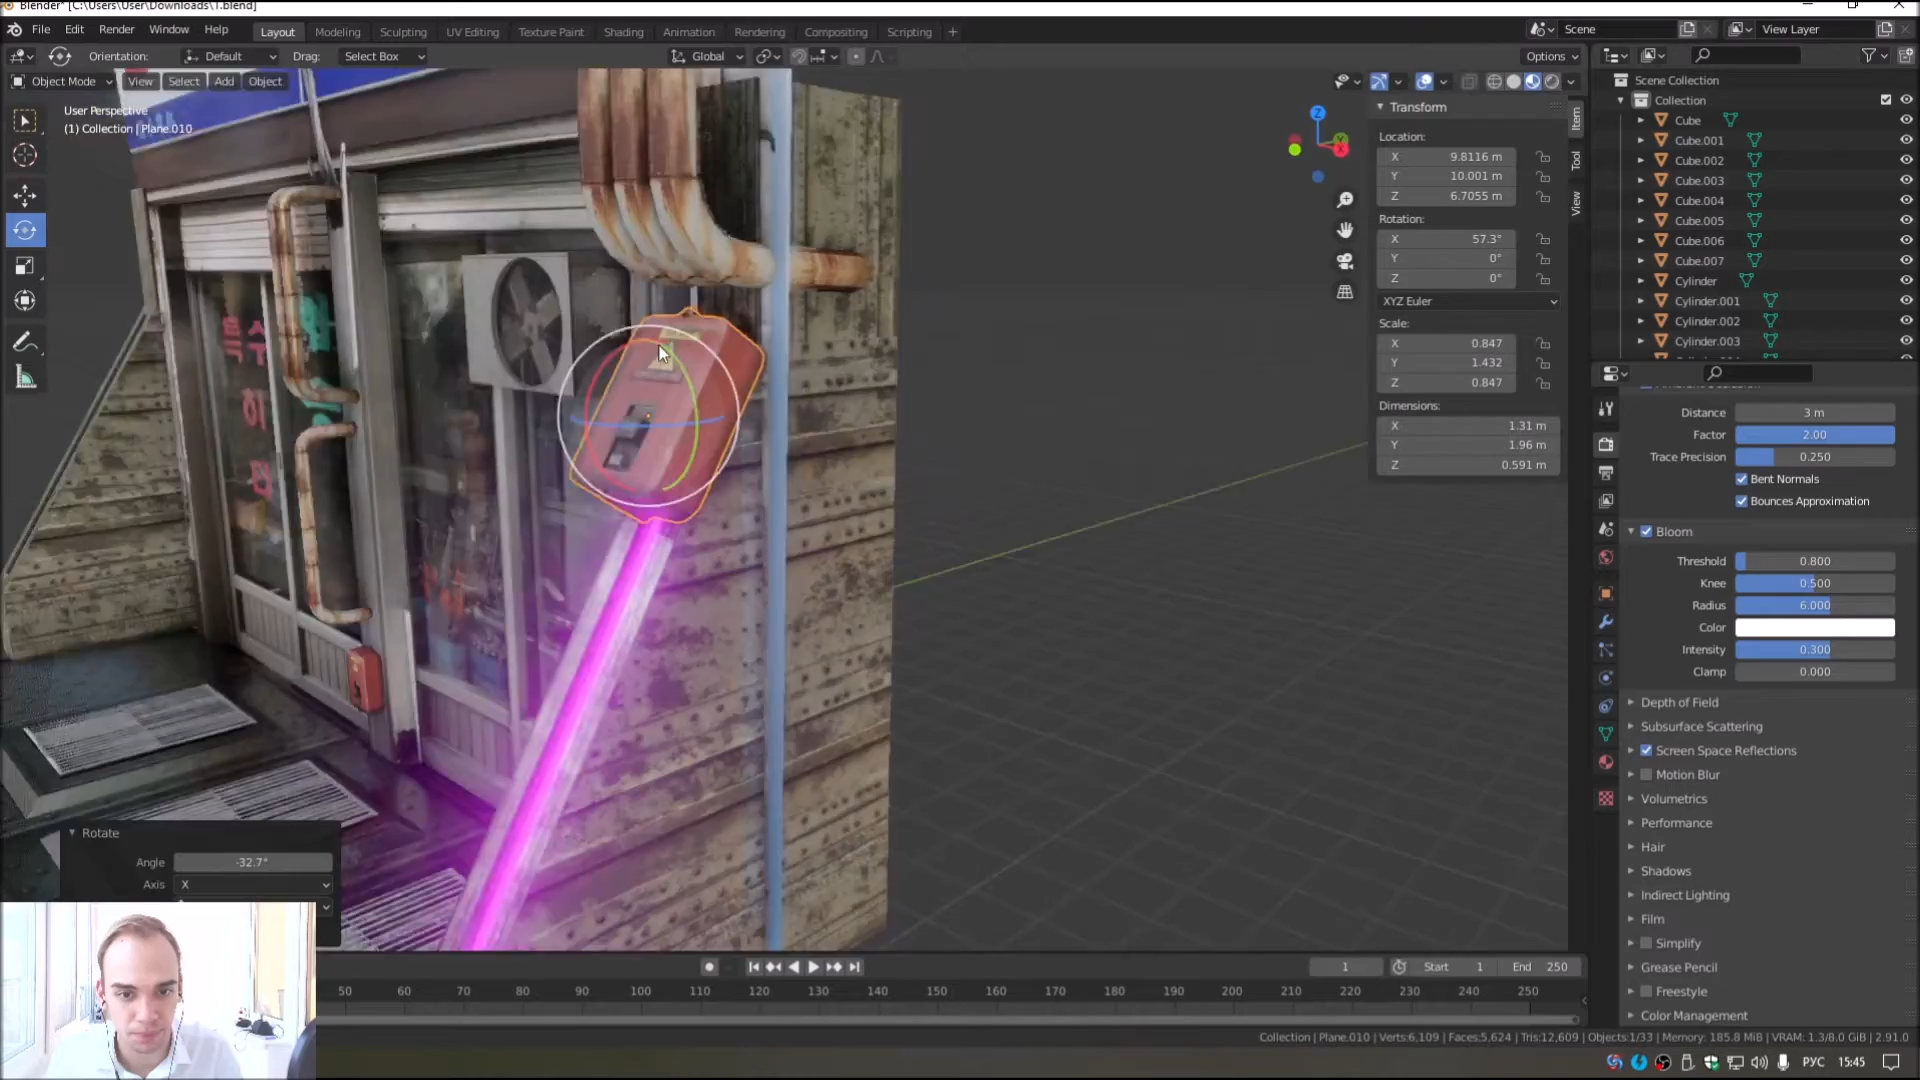 Blender* [C:\Users\User\Downloads\1.blend]
File Edit Render Window Help
Layout Modeling Sculpting UV Editing Texture Paint Shading Animation Rendering Compositing Scripting +
Scene
View Layer
Orientation: Default Drag: Select Box
Global
Options
Object Mode View Select Add Object
User Perspective
(1) Collection | Plane.010
Z
Y
X
Item
Tool
View
Transform
Location:
X 9.8116 m
Y 10.001 m
Z 6.7055 m
Rotation:
X 57.3°
Y 0°
Z 0°
XYZ Euler
Scale:
X 0.847
Y 1.432
Z 0.847
Dimensions:
X 1.31 m
Y 1.96 m
Z 0.591 m
Scene Collection
Collection
Cube
Cube.001
Cube.002
Cube.003
Cube.004
Cube.005
Cube.006
Cube.007
Cylinder
Cylinder.001
Cylinder.002
Cylinder.003
Distance 3 m
Factor 2.00
Trace Precision 0.250
Bent Normals
Bounces Approximation
Bloom
Threshold 0.800
Knee 0.500
Radius 6.000
Color
Intensity 0.300
Clamp 0.000
Depth of Field
Subsurface Scattering
Screen Space Reflections
Motion Blur
Volumetrics
Performance
Hair
Shadows
Indirect Lighting
Film
Simplify
Grease Pencil
Freestyle
Color Management
특수
Rotate
Angle -32.7°
Axis X
1 Start 1 End 250
50 60 70 80 90 100 110 120 130 140 150 160 170 180 190 200 210 220 230 240 250
Collection | Plane.010 | Verts:6,109 | Faces:5,624 | Tris:12,609 | Objects:1/33 | Memory: 185.8 MiB | VRAM: 1.3/8.0 GiB | 2.91.0
РУС 15:45